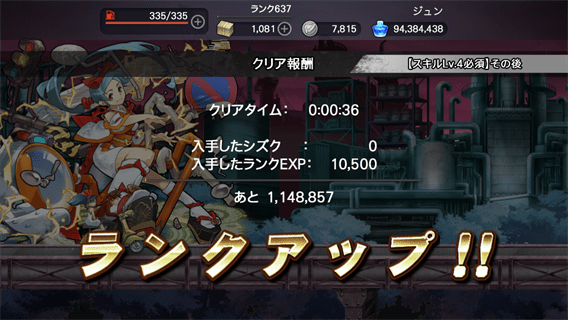 ランク637
335/335
1,081
7,815
ジュン
94,384,438
クリア報酬
【スキルLv:4必須】その後
クリアタイム： 0:00:36
入手したシズク ： 0
入手したランクEXP： 10,500
あと 1,148,857
ランクアップ!!